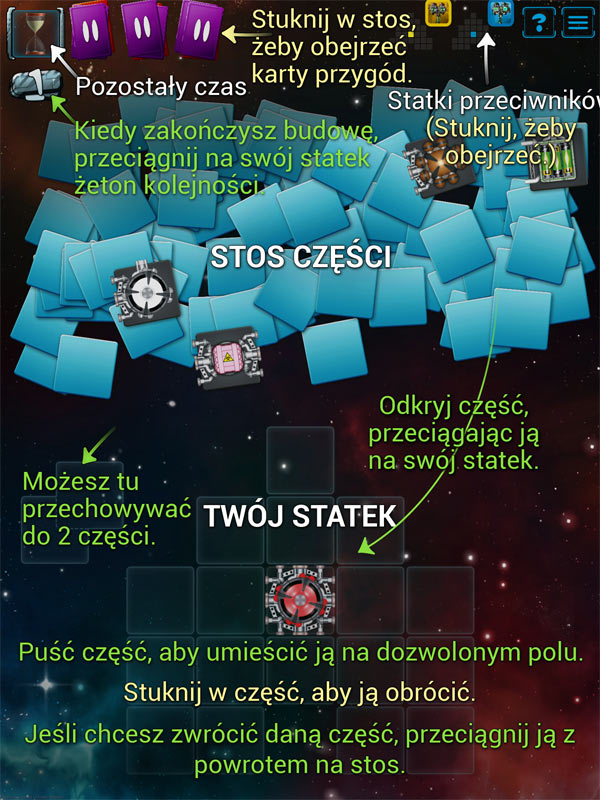 Stuknij w stos,
żeby obejrzeć
karty przygód.
?
Pozostały czas
1
Statki przeciwników
(Stuknij, żeby
obejrzeć.)
Kiedy zakończysz budowę,
przeciągnij na swój statek
żeton kolejności.
STOS CZĘŚCI
Odkryj część,
przeciągając ją
na swój statek.
Możesz tu
przechowywać
do 2 części.
TWÓJ STATEK
Puść część, aby umieścić ją na dozwolonym polu.
Stuknij w część, aby ją obrócić.
Jeśli chcesz zwrócić daną część, przeciągnij ją z
powrotem na stos.